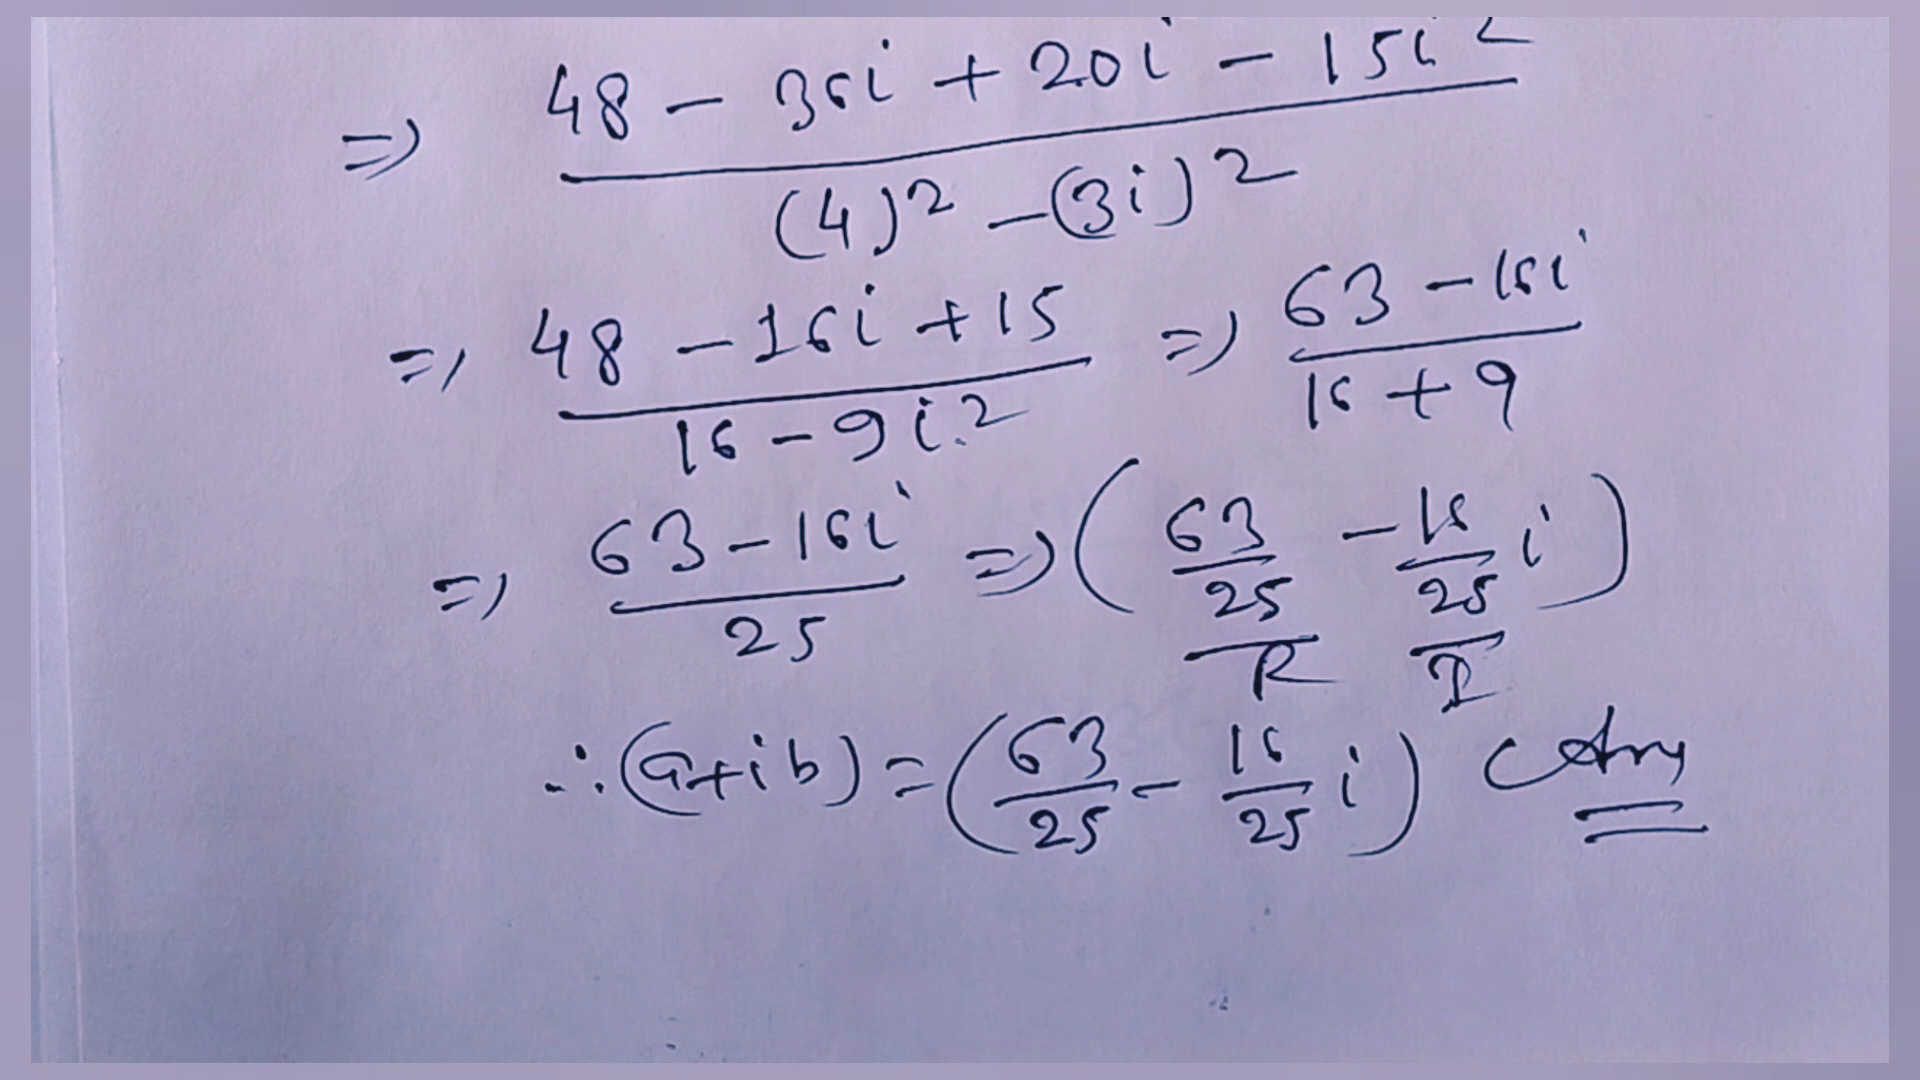 => 48 - 36i + 20i - 15i² / (4)² - (3i)²
=> 48 - 16i + 15 / 16 - 9i² => 63 - 16i / 16 + 9
=> 63 - 16i / 25 => (63/25 - 16/25 i)
R I
∴ (a+ib) = (63/25 - 16/25 i) Ans